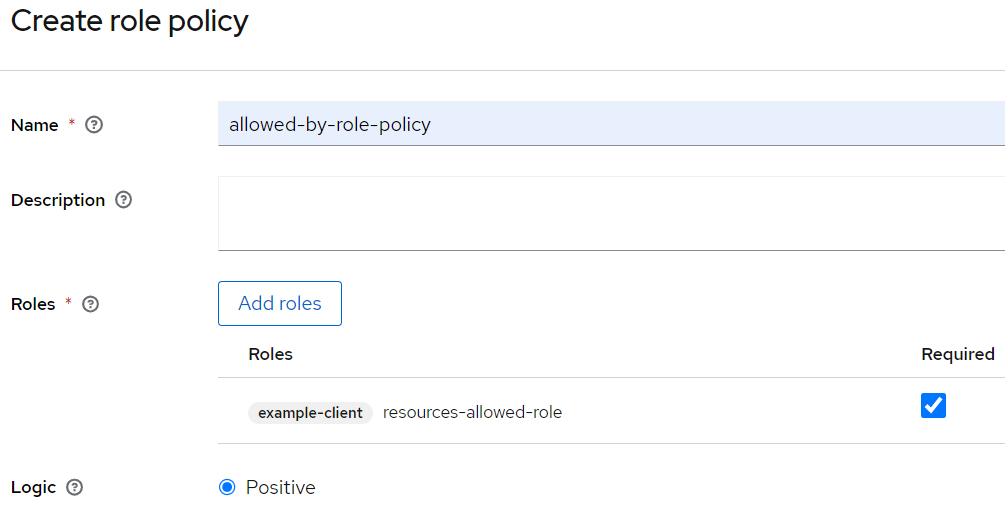 Create role policy
Name *
allowed-by-role-policy
Description
Roles *
Add roles
Roles Required
example-client resources-allowed-role
Logic
Positive